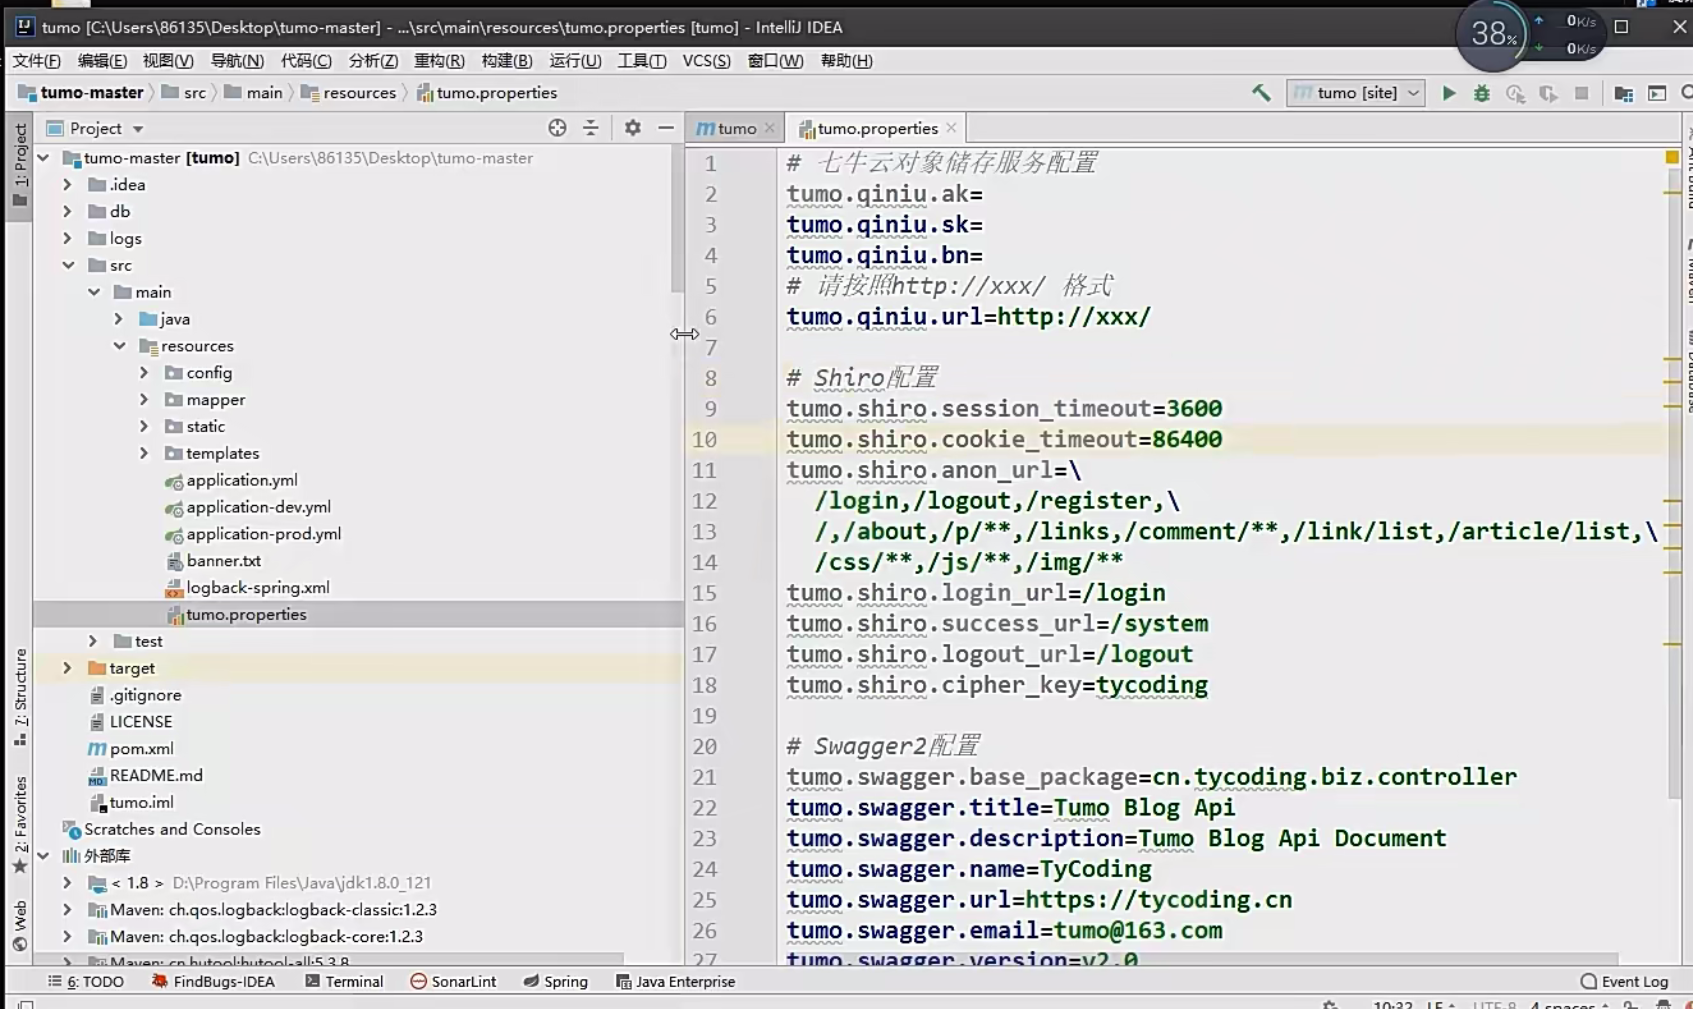 tumo [C:\Users\86135\Desktop\tumo-master] - ...\src\main\resources\tumo.properties [tumo] - IntelliJ IDEA
38%
0K/s
0K/s
文件(F) 编辑(E) 视图(V) 导航(N) 代码(C) 分析(Z) 重构(R) 构建(B) 运行(U) 工具(T) VCS(S) 窗口(W) 帮助(H)
tumo-master src main resources tumo.properties
tumo [site]
1: Project
7: Structure
2: Favorites
Web
Project
tumo-master [tumo] C:\Users\86135\Desktop\tumo-master
.idea
db
logs
src
main
java
resources
config
mapper
static
templates
application.yml
application-dev.yml
application-prod.yml
banner.txt
logback-spring.xml
tumo.properties
test
target
.gitignore
LICENSE
pom.xml
README.md
tumo.iml
Scratches and Consoles
外部库
< 1.8 > D:\Program Files\Java\jdk1.8.0_121
Maven: ch.qos.logback:logback-classic:1.2.3
Maven: ch.qos.logback:logback-core:1.2.3
Maven: cn.hutool:hutool-all:5.3.8
tumo tumo.properties
1 # 七牛云对象储存服务配置
2 tumo.qiniu.ak=
3 tumo.qiniu.sk=
4 tumo.qiniu.bn=
5 # 请按照http://xxx/ 格式
6 tumo.qiniu.url=http://xxx/
7
8 # Shiro配置
9 tumo.shiro.session_timeout=3600
10 tumo.shiro.cookie_timeout=86400
11 tumo.shiro.anon_url=\
12 /login,/logout,/register,\
13 /,/about,/p/**,/links,/comment/**,/link/list,/article/list,\
14 /css/**,/js/**,/img/**
15 tumo.shiro.login_url=/login
16 tumo.shiro.success_url=/system
17 tumo.shiro.logout_url=/logout
18 tumo.shiro.cipher_key=tycoding
19
20 # Swagger2配置
21 tumo.swagger.base_package=cn.tycoding.biz.controller
22 tumo.swagger.title=Tumo Blog Api
23 tumo.swagger.description=Tumo Blog Api Document
24 tumo.swagger.name=TyCoding
25 tumo.swagger.url=https://tycoding.cn
26 tumo.swagger.email=tumo@163.com
27 tumo.swagger.version=v2.0
6: TODO FindBugs-IDEA Terminal SonarLint Spring Java Enterprise Event Log
10:32 LF UTF-8 4 spaces